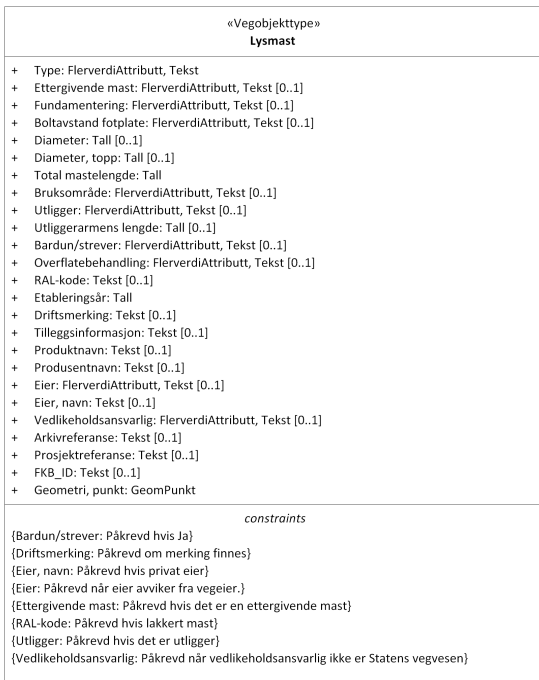 «Vegobjekttype»
Lysmast
+ Type: FlerverdiAttributt, Tekst
+ Ettergivende mast: FlerverdiAttributt, Tekst [0..1]
+ Fundamentering: FlerverdiAttributt, Tekst [0..1]
+ Boltavstand fotplate: FlerverdiAttributt, Tekst [0..1]
+ Diameter: Tall [0..1]
+ Diameter, topp: Tall [0..1]
+ Total mastelengde: Tall
+ Bruksområde: FlerverdiAttributt, Tekst [0..1]
+ Utligger: FlerverdiAttributt, Tekst [0..1]
+ Utliggerarmens lengde: Tall [0..1]
+ Bardun/strever: FlerverdiAttributt, Tekst [0..1]
+ Overflatebehandling: FlerverdiAttributt, Tekst [0..1]
+ RAL-kode: Tekst [0..1]
+ Etableringsår: Tall
+ Driftsmerking: Tekst [0..1]
+ Tilleggsinformasjon: Tekst [0..1]
+ Produktnavn: Tekst [0..1]
+ Produsentnavn: Tekst [0..1]
+ Eier: FlerverdiAttributt, Tekst [0..1]
+ Eier, navn: Tekst [0..1]
+ Vedlikeholdsansvarlig: FlerverdiAttributt, Tekst [0..1]
+ Arkivreferanse: Tekst [0..1]
+ Prosjektreferanse: Tekst [0..1]
+ FKB_ID: Tekst [0..1]
+ Geometri, punkt: GeomPunkt
constraints
{Bardun/strever: Påkrevd hvis Ja}
{Driftsmerking: Påkrevd om merking finnes}
{Eier, navn: Påkrevd hvis privat eier}
{Eier: Påkrevd når eier avviker fra vegeier.}
{Ettergivende mast: Påkrevd hvis det er en ettergivende mast}
{RAL-kode: Påkrevd hvis lakkert mast}
{Utligger: Påkrevd hvis det er utligger}
{Vedlikeholdsansvarlig: Påkrevd når vedlikeholdsansvarlig ikke er Statens vegvesen}